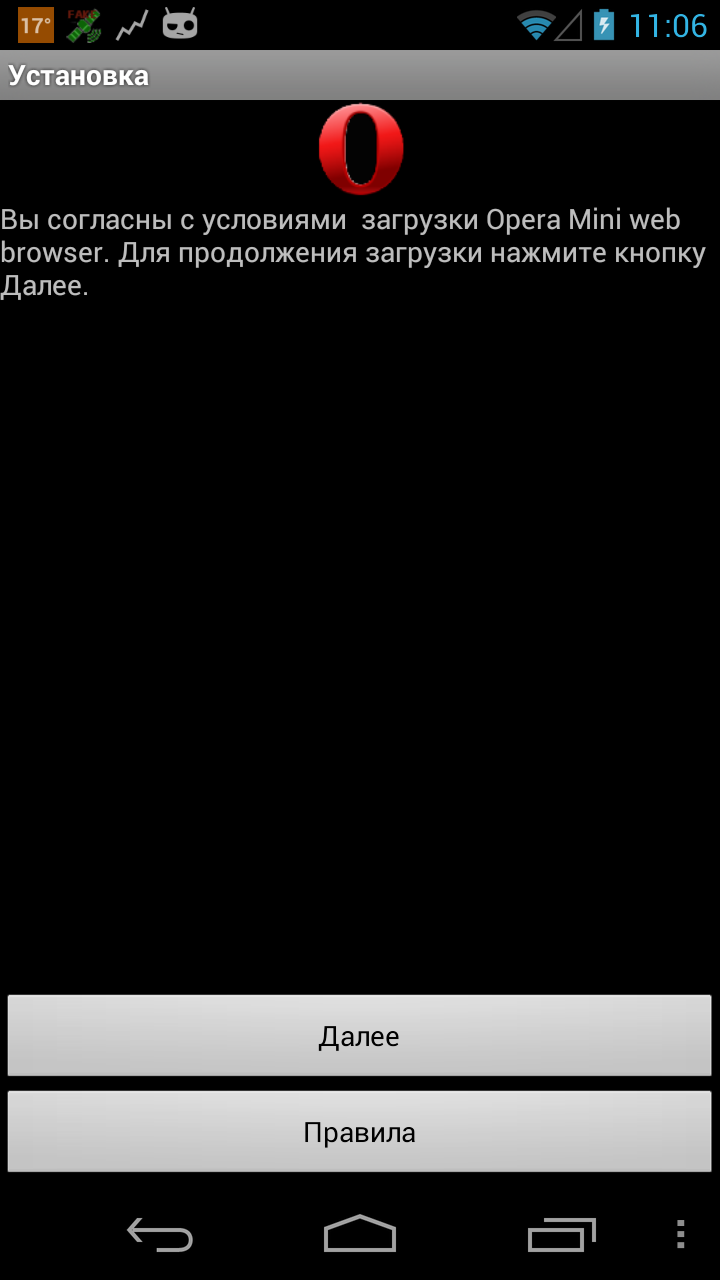 17°
FAKE
11:06
Установка
Вы согласны с условиями  загрузки Opera Mini web
browser. Для продолжения загрузки нажмите кнопку
Далее.
Далее
Правила